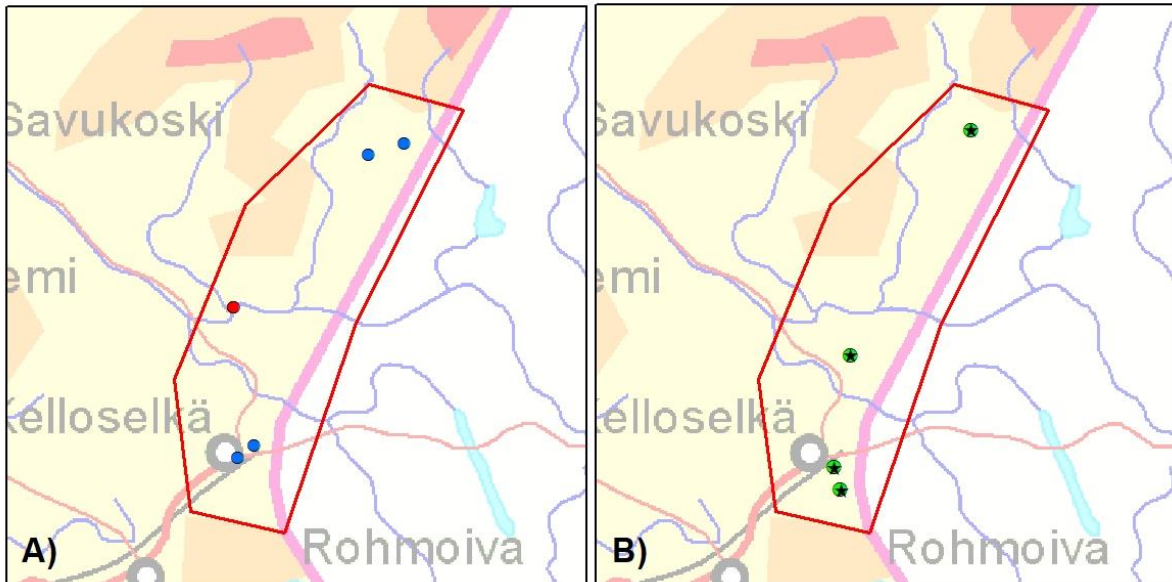 Savukoski
emi
Kelloselkä
Rohmoiva
A)
Savukoski
emi
Kelloselkä
Rohmoiva
B)